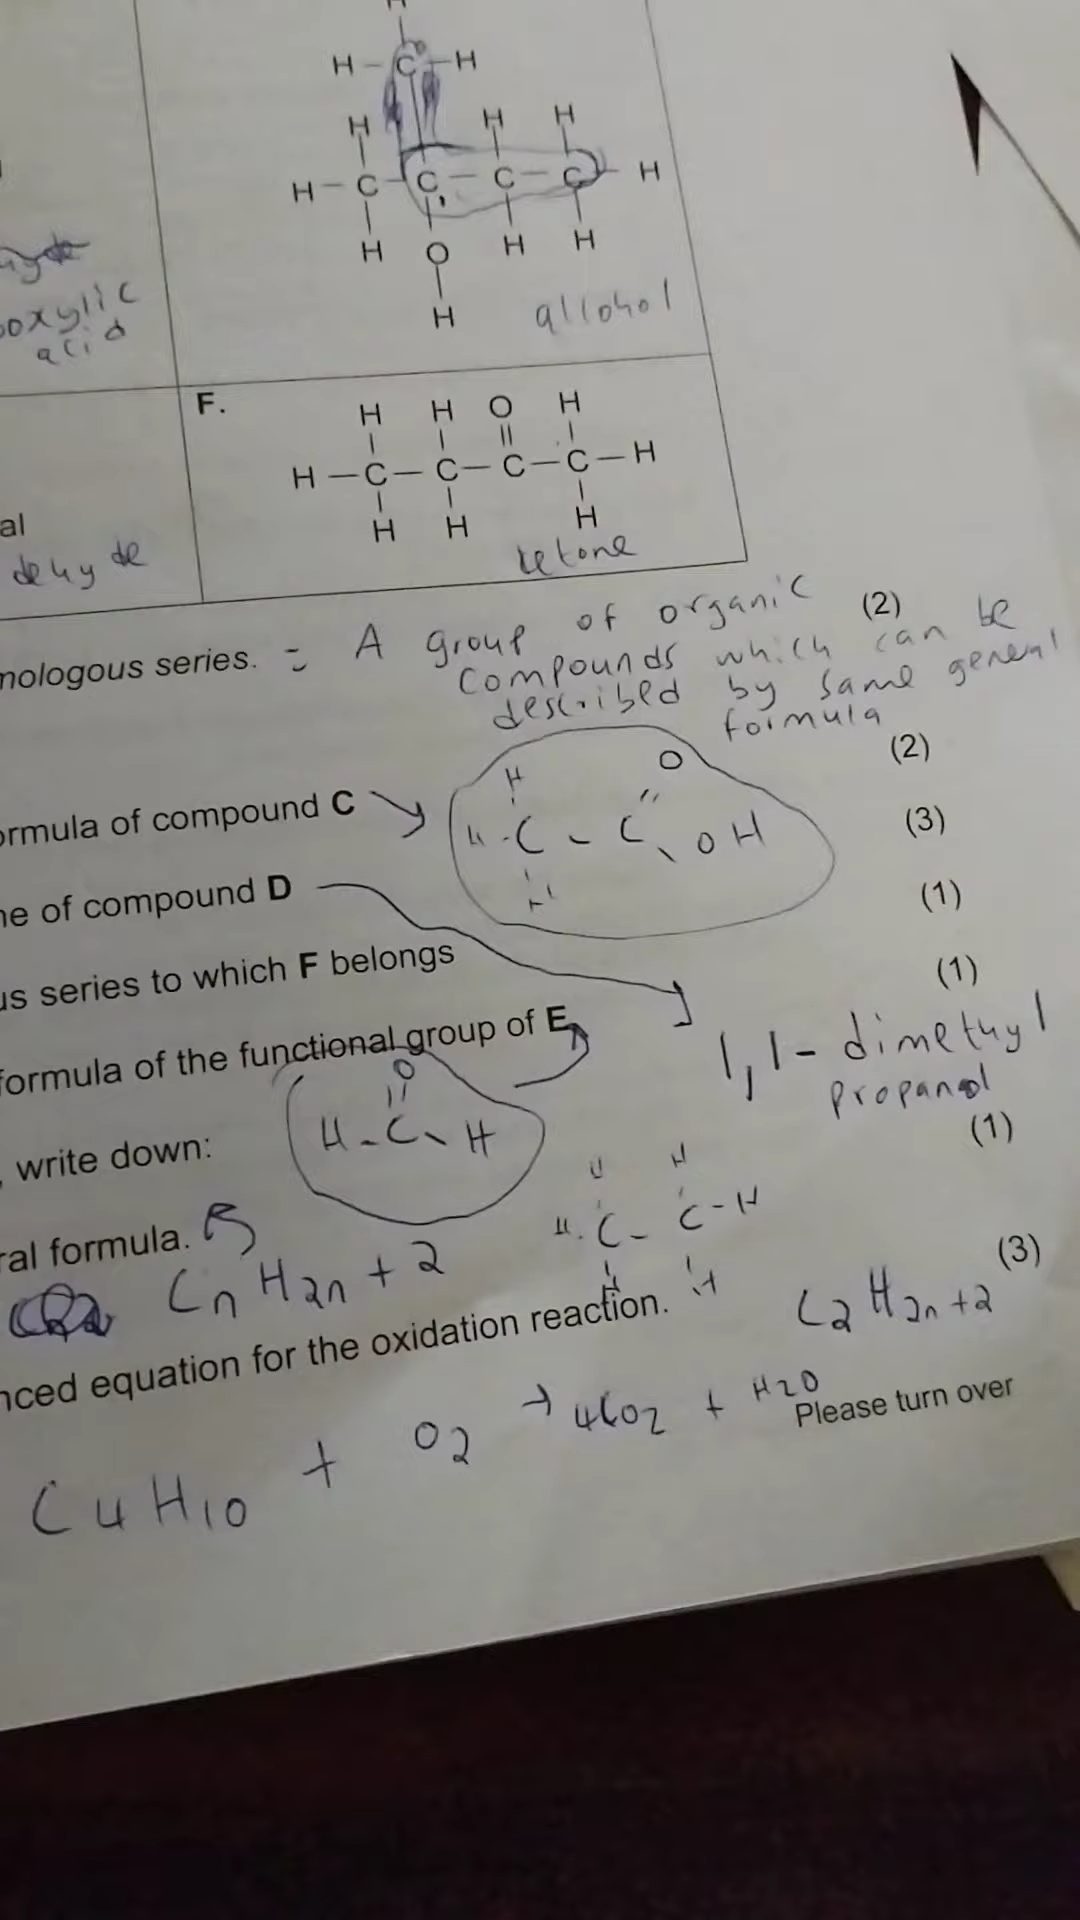 H
H - C - H
H H H
H - C - C - C - C - H
H O H H
H
allohol
oxylic
acid
F.
H H O H
H - C - C - C - C - H
H H H
al
dehyde
ketone
nologous series. = A group of organic (2)
compounds which can be
described by same general
formula
(2)
ormula of compound C
H O
H - C - C
O H
H
(3)
ne of compound D
(1)
us series to which F belongs
(1)
formula of the functional group of E
1,1 - dimethyl
propanol
O
H - C - H
write down:
(1)
ral formula.
H H
H - C - C - H
H H
CnH2n + 2
(3)
C2H2n+2
nced equation for the oxidation reaction.
C4H10 + O2 → 4CO2 + H2O
Please turn over